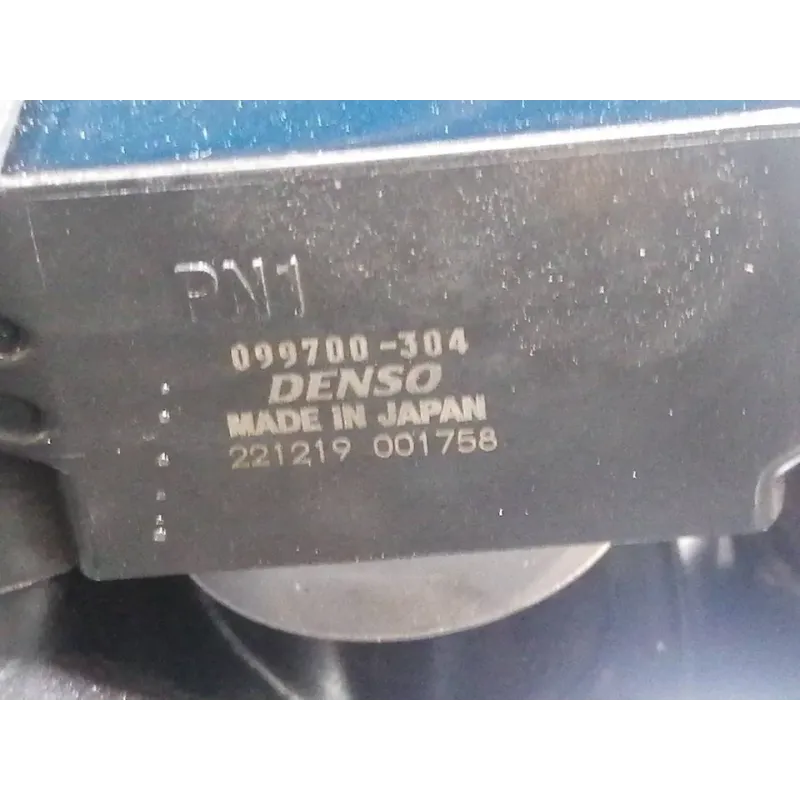 PN1
099700-304
DENSO
MADE IN JAPAN
221219 001758